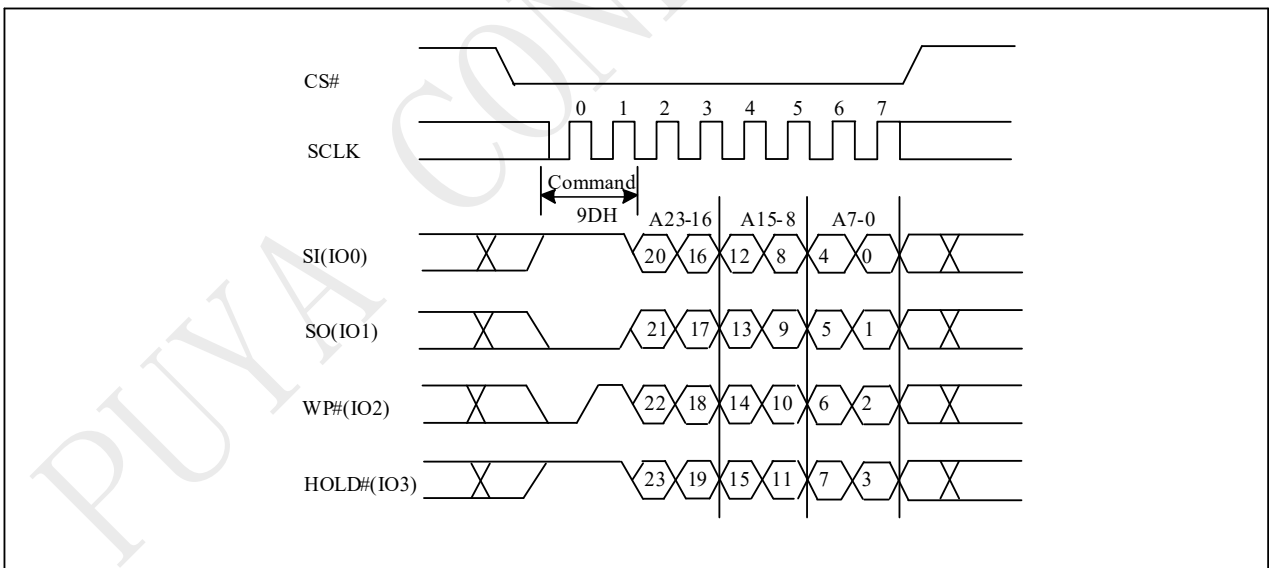 PUYA CON
CS#
0 1 2 3 4 5 6 7
SCLK
Command
9DH
A23-16 A15-8 A7-0
SI(IO0) 20 16 12 8 4 0
SO(IO1) 21 17 13 9 5 1
WP#(IO2) 22 18 14 10 6 2
HOLD#(IO3) 23 19 15 11 7 3